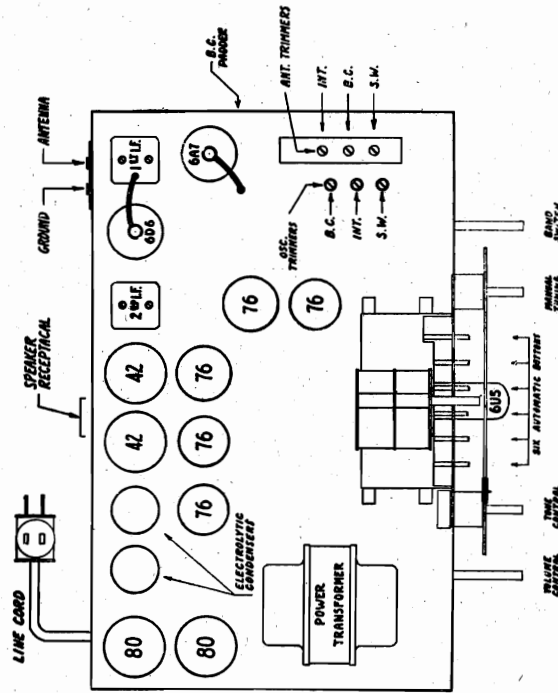 LINE CORD
SPEAKER
RECEPTACAL
GROUND
ANTENNA
80
80
42
42
2ND I.F.
6D6
1ST I.F.
6A7
B.C.
PADDER
76
76
76
76
76
ELECTROLYTIC
CONDENSERS
POWER
TRANSFORMER
OSC.
TRIMMERS
B.C.
INT.
S.W.
ANT. TRIMMERS
INT.
B.C.
S.W.
6U5
SIX AUTOMATIC BUTTONS
VOLUME
CONTROL
TONE
CONTROL
MANUAL
TUNING
BAND
SWITCH